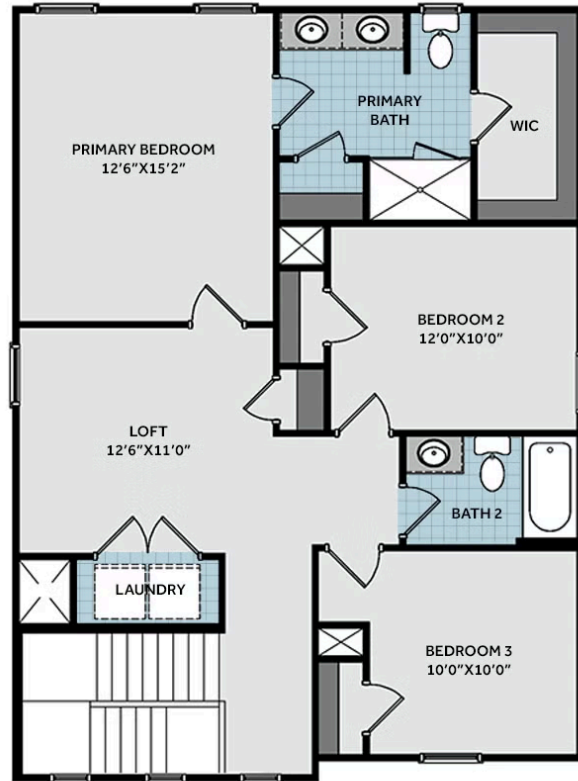 PRIMARY BEDROOM
12'6"X15'2"
PRIMARY
BATH
WIC
BEDROOM 2
12'0"X10'0"
LOFT
12'6"X11'0"
BATH 2
LAUNDRY
BEDROOM 3
10'0"X10'0"